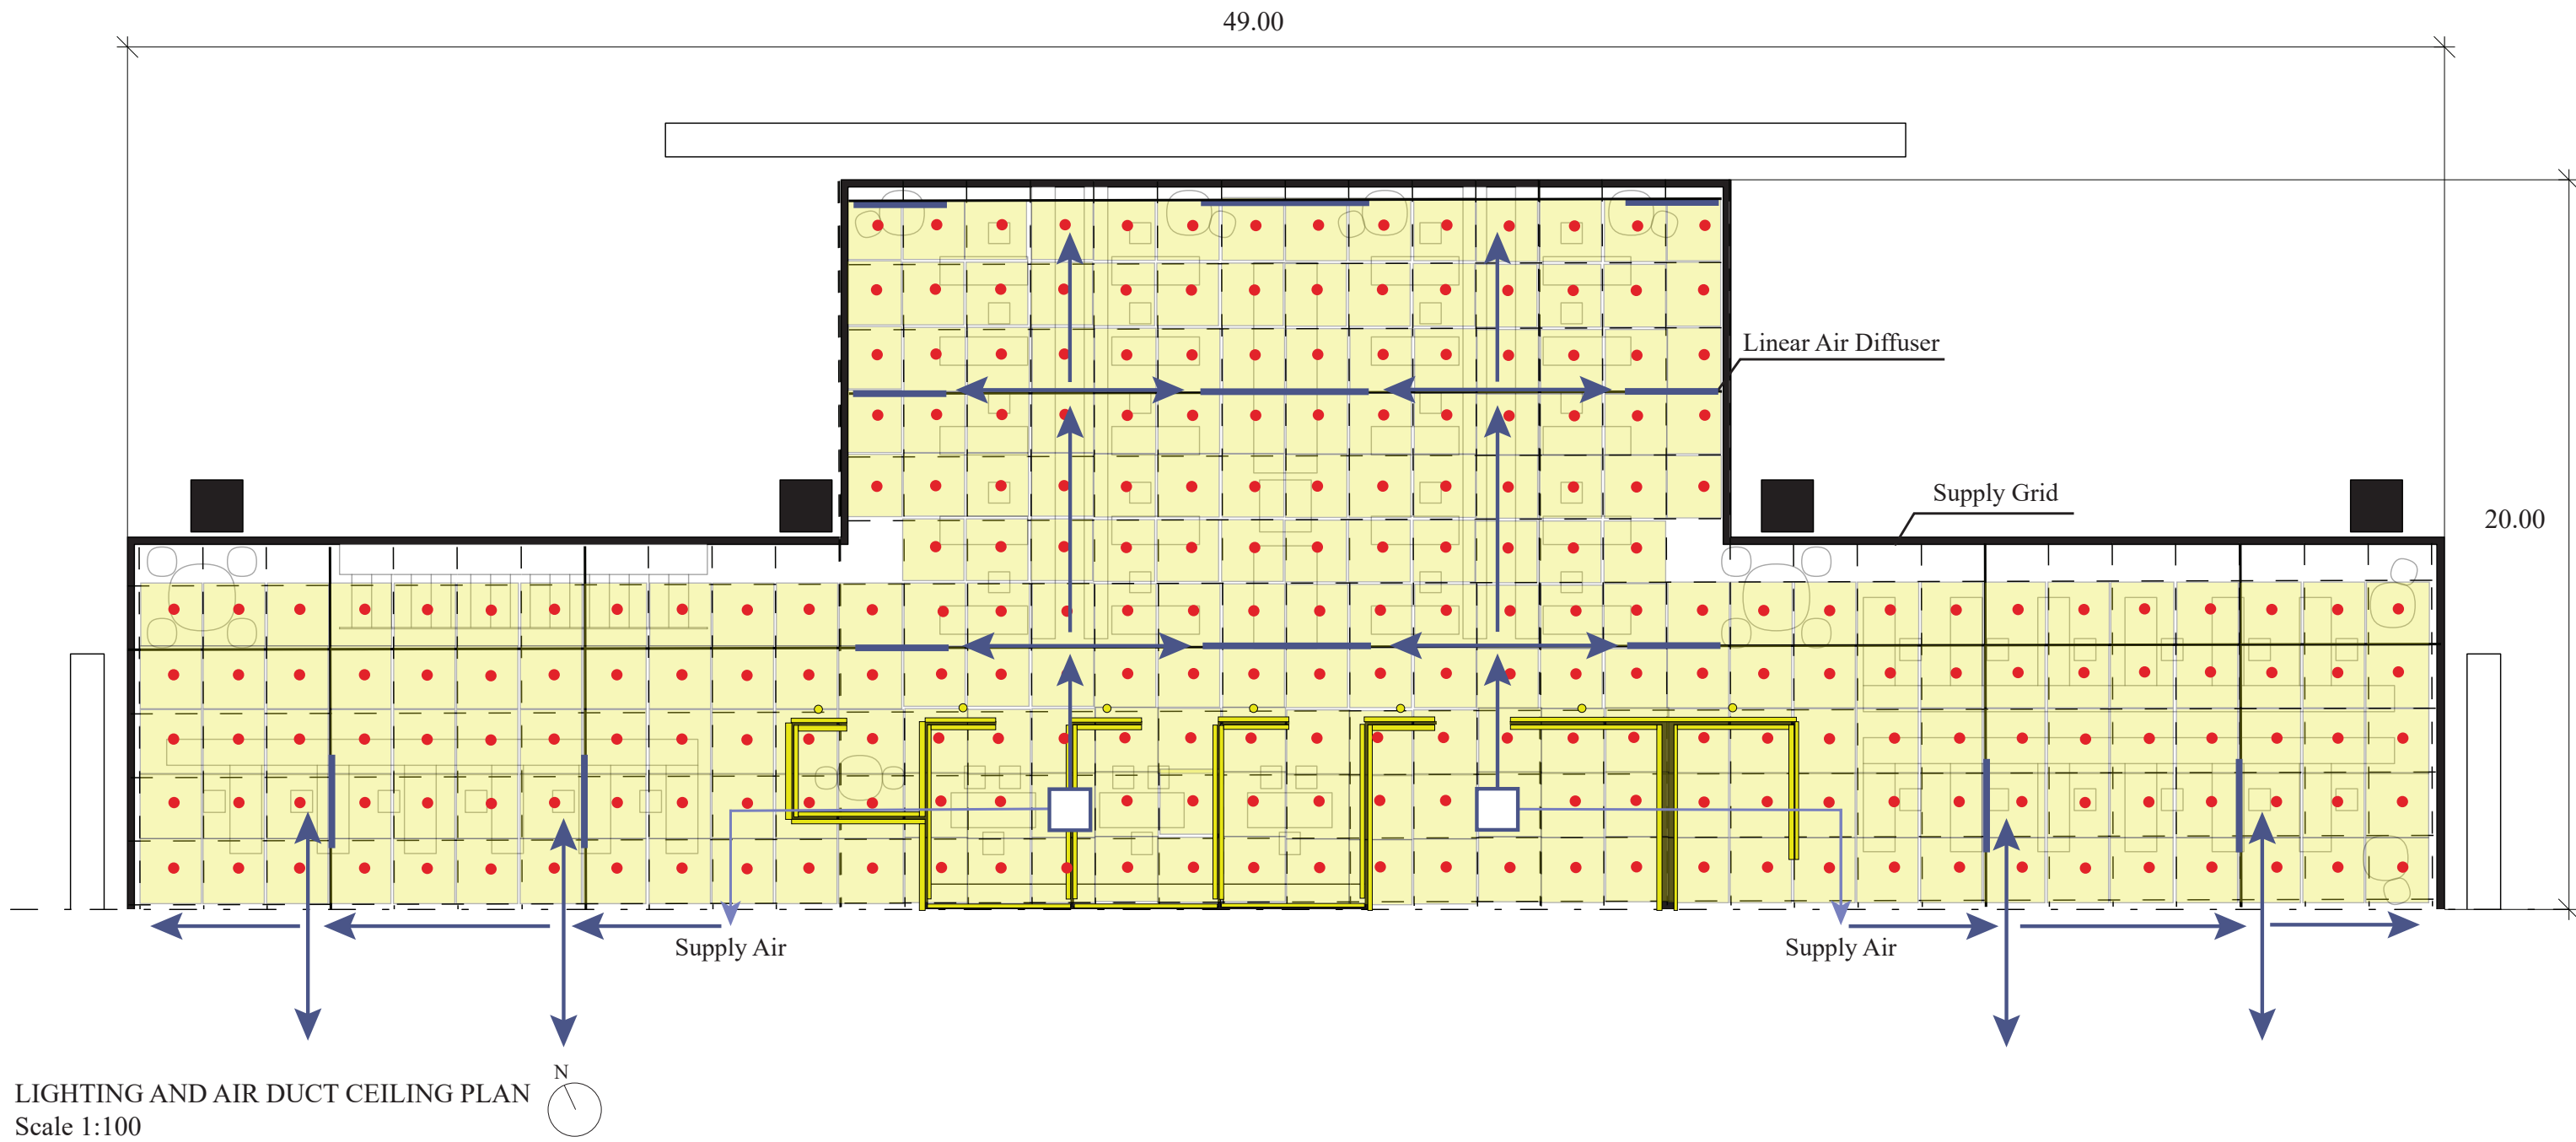 49.00
Linear Air Diffuser
Supply Grid
20.00
Supply Air
Supply Air
N
LIGHTING AND AIR DUCT CEILING PLAN
Scale 1:100